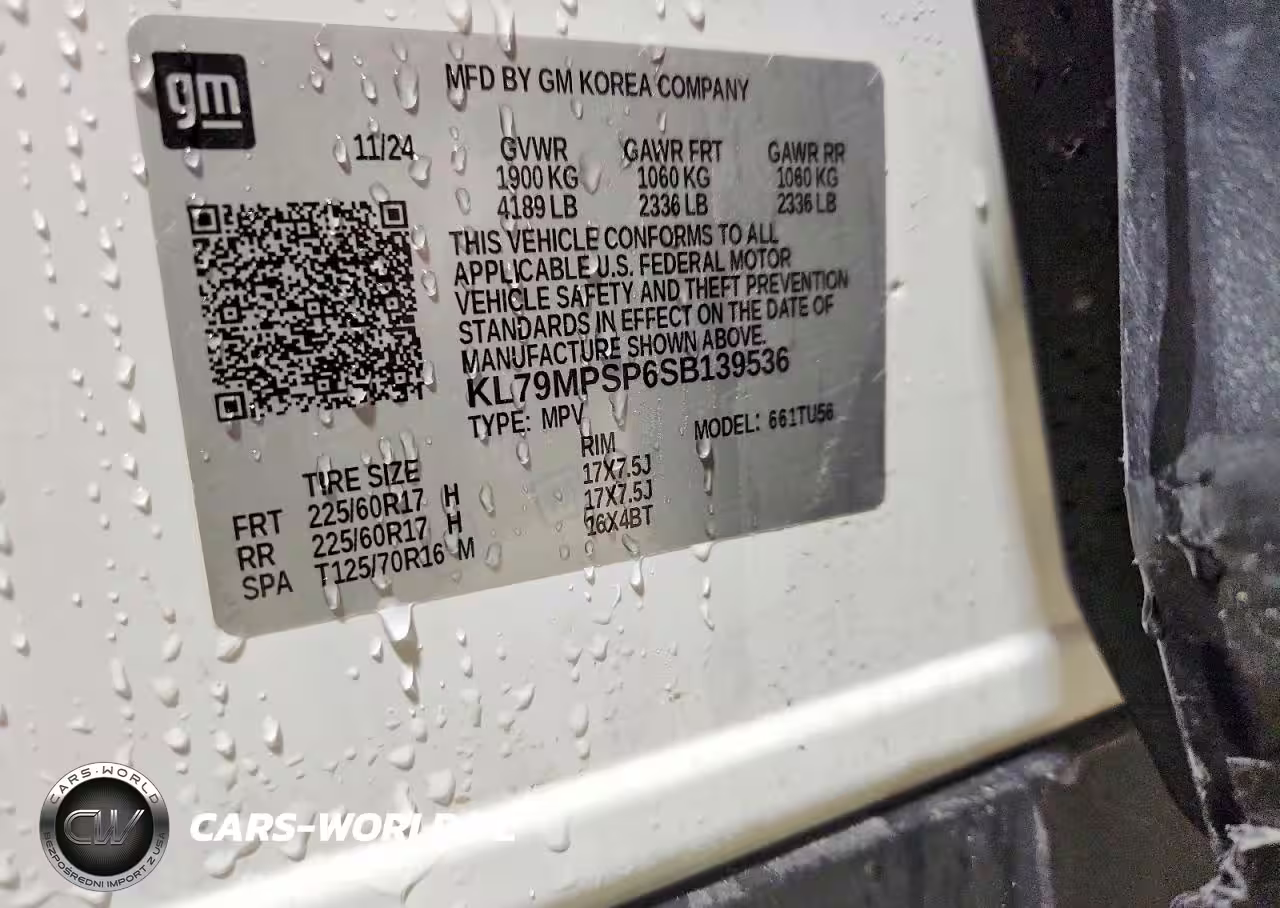 gm
MFD BY GM KOREA COMPANY
11/24 GVWR GAWR FRT GAWR RR
1900 KG 1060 KG 1060 KG
4189 LB 2336 LB 2336 LB
THIS VEHICLE CONFORMS TO ALL
APPLICABLE U.S. FEDERAL MOTOR
VEHICLE SAFETY AND THEFT PREVENTION
STANDARDS IN EFFECT ON THE DATE OF
MANUFACTURE SHOWN ABOVE.
KL79MPSP6SB139536
TYPE: MPV MODEL: 661TU56
TIRE SIZE RIM
FRT 225/60R17 H 17X7.5J
RR 225/60R17 H 17X7.5J
SPA T125/70R16 M 16X4BT
CARS-WORLD
CW
BEZPOŚREDNI IMPORT Z USA